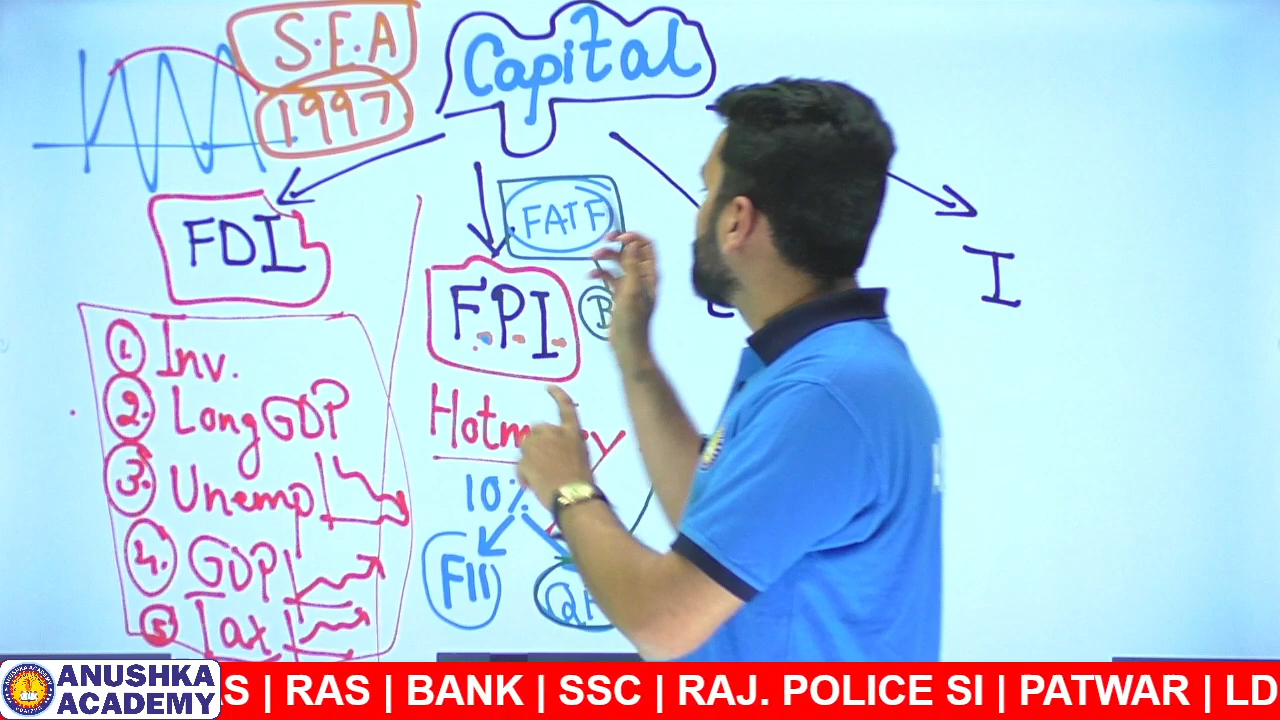 S.E.A
1997
Capital
FDI
FATF
FPI
B
I
1. Inv.
2. Long GDP
3. Unemp
4. GDP
5 Tax
10%
FII
ANUSHKA
ACADEMY
S | RAS | BANK | SSC | RAJ. POLICE SI | PATWAR | LD